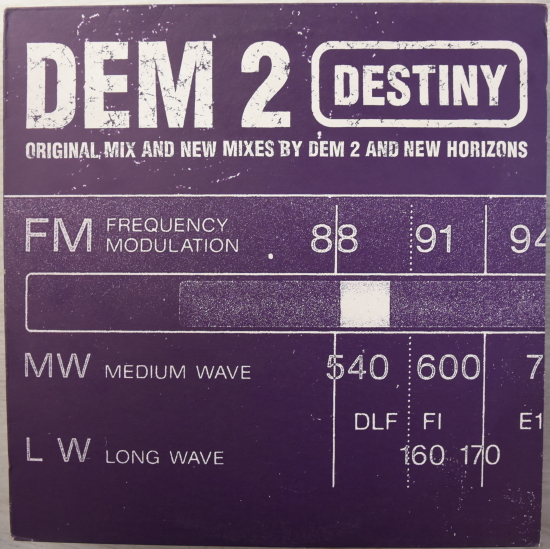 DEM 2 DESTINY
ORIGINAL MIX AND NEW MIXES BY DEM 2 AND NEW HORIZONS
FM FREQUENCY MODULATION 88 91 94
MW MEDIUM WAVE 540 600 7
DLF FI E1
LW LONG WAVE 160 170